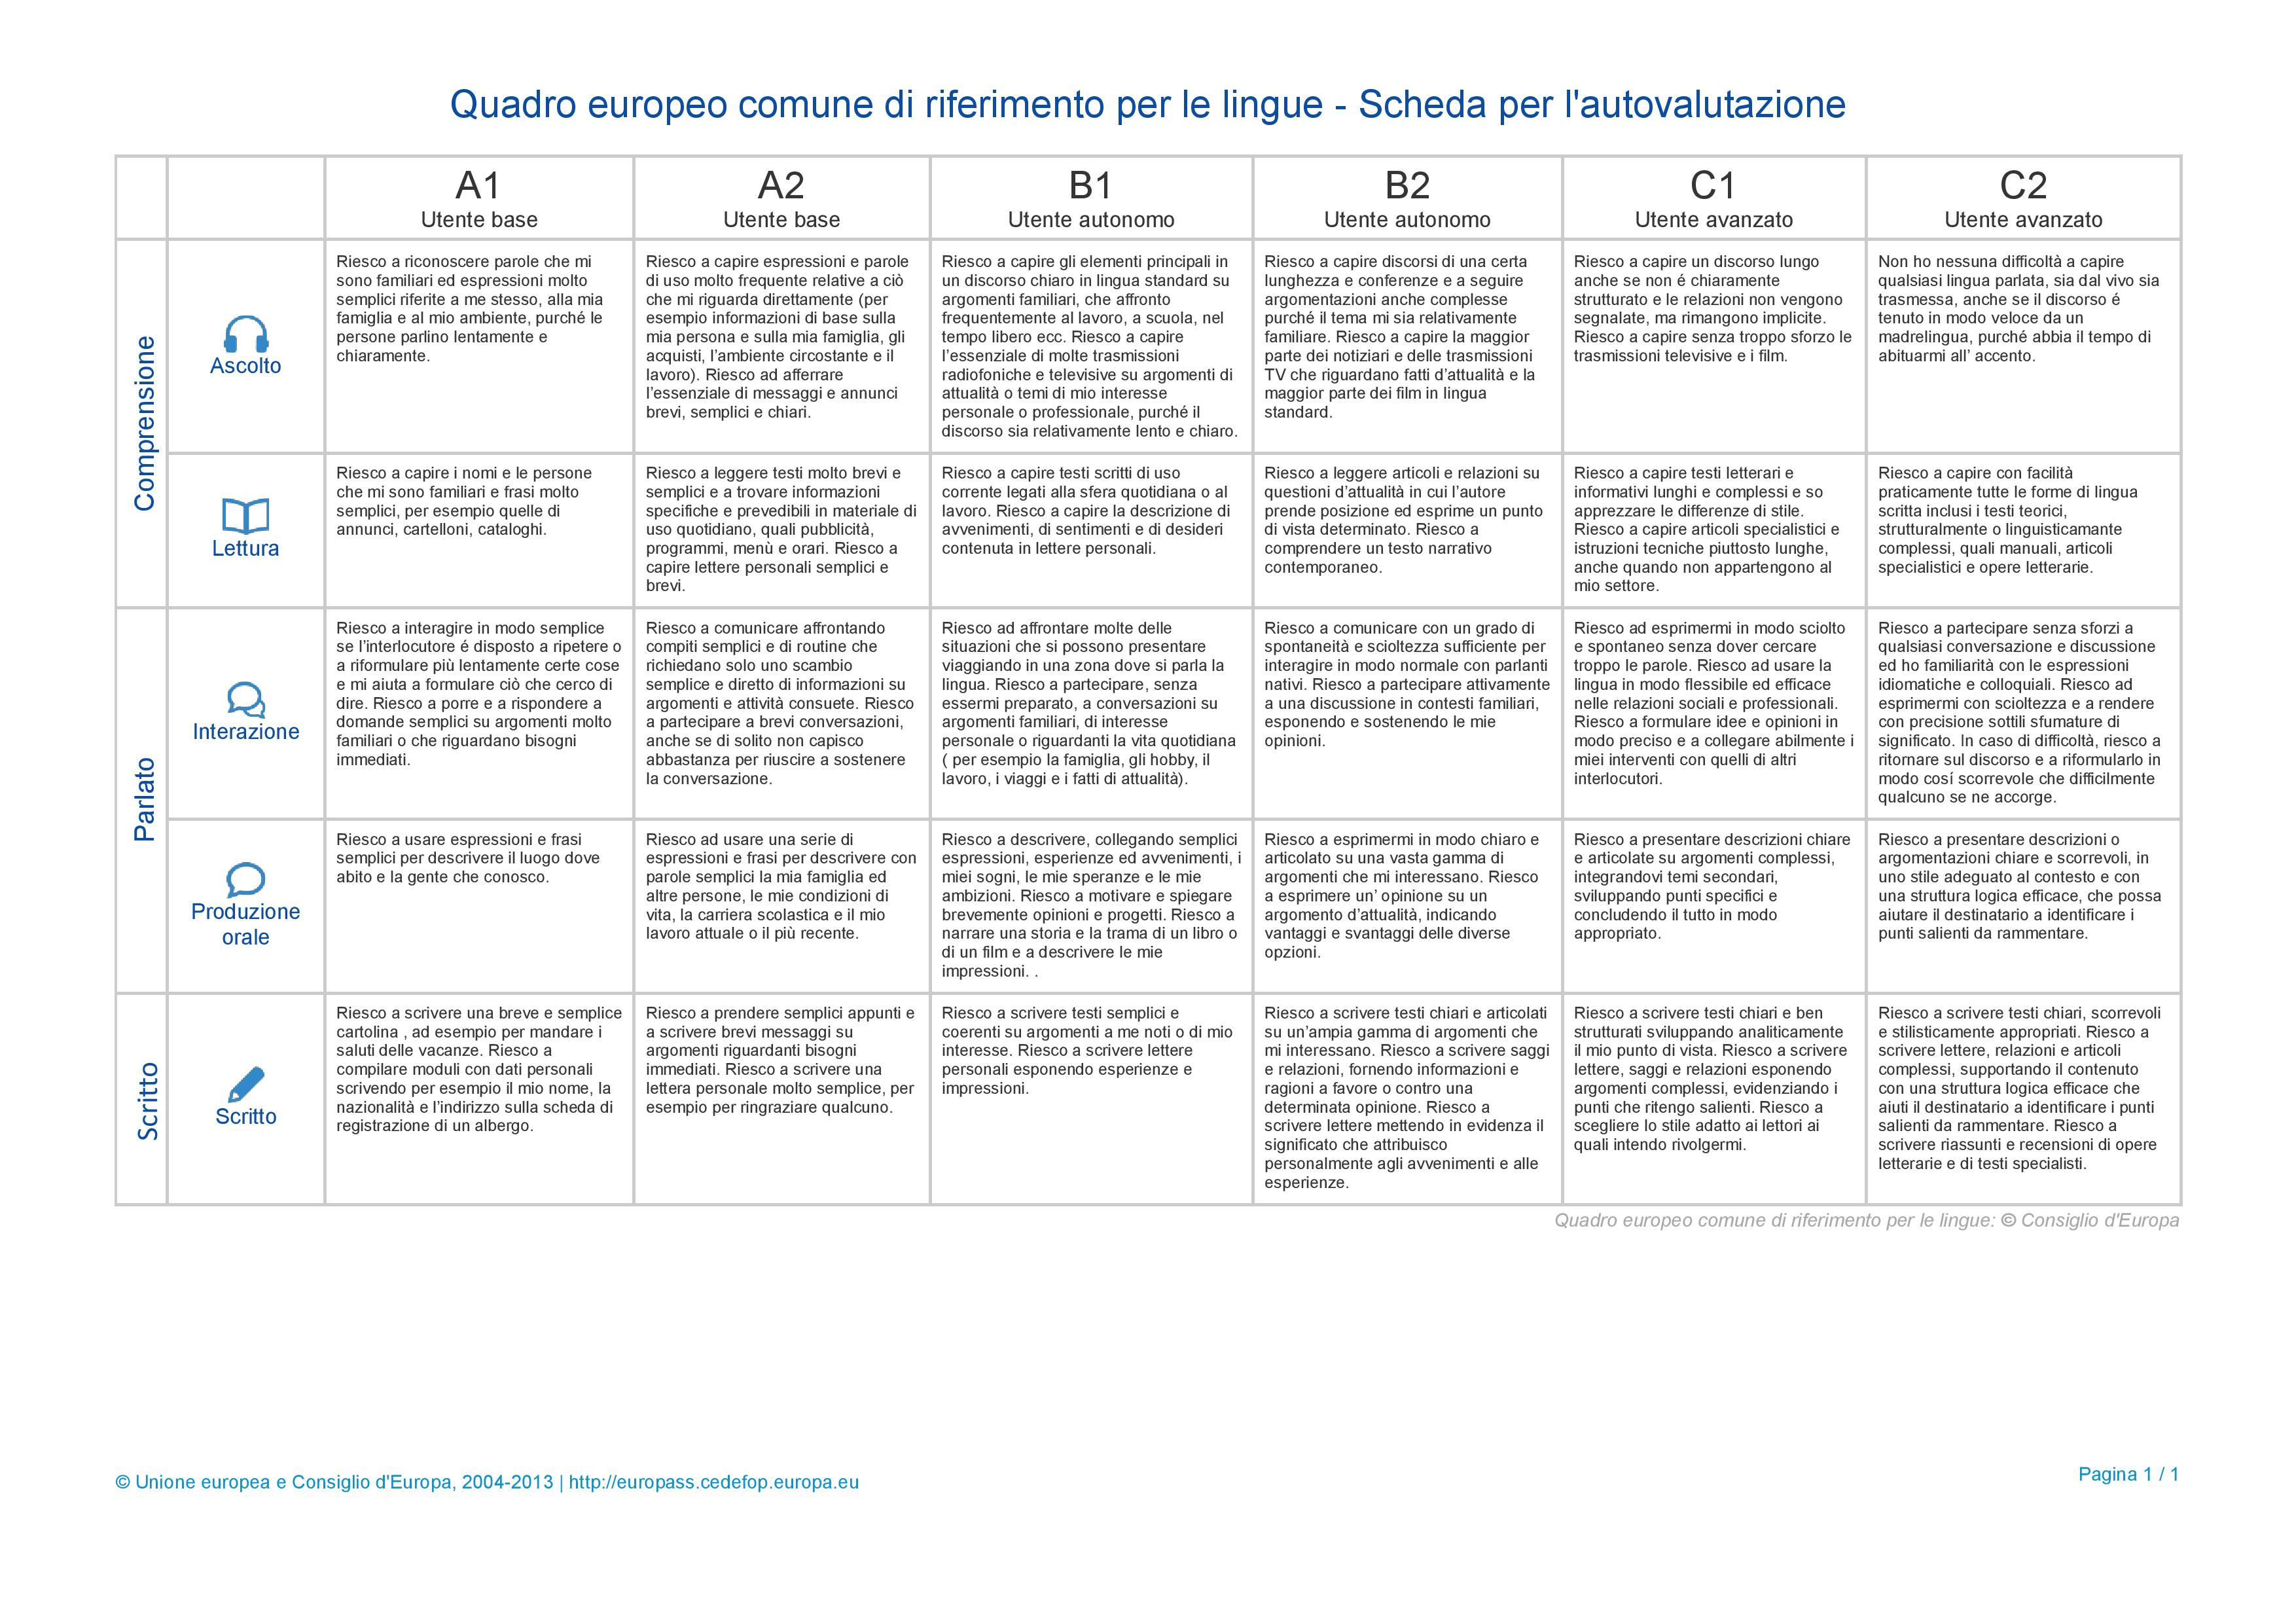 Quadro europeo comune di riferimento per le lingue - Scheda per l'autovalutazione
A1
Utente base
A2
Utente base
B1
Utente autonomo
B2
Utente autonomo
C1
Utente avanzato
C2
Utente avanzato
Comprensione
Ascolto
Riesco a riconoscere parole che mi
sono familiari ed espressioni molto
semplici riferite a me stesso, alla mia
famiglia e al mio ambiente, purché le
persone parlino lentamente e
chiaramente.
Riesco a capire espressioni e parole
di uso molto frequente relative a ciò
che mi riguarda direttamente (per
esempio informazioni di base sulla
mia persona e sulla mia famiglia, gli
acquisti, l’ambiente circostante e il
lavoro). Riesco ad afferrare
l’essenziale di messaggi e annunci
brevi, semplici e chiari.
Riesco a capire gli elementi principali in
un discorso chiaro in lingua standard su
argomenti familiari, che affronto
frequentemente al lavoro, a scuola, nel
tempo libero ecc. Riesco a capire
l’essenziale di molte trasmissioni
radiofoniche e televisive su argomenti di
attualità o temi di mio interesse
personale o professionale, purché il
discorso sia relativamente lento e chiaro.
Riesco a capire discorsi di una certa
lunghezza e conferenze e a seguire
argomentazioni anche complesse
purché il tema mi sia relativamente
familiare. Riesco a capire la maggior
parte dei notiziari e delle trasmissioni
TV che riguardano fatti d’attualità e la
maggior parte dei film in lingua
standard.
Riesco a capire un discorso lungo
anche se non é chiaramente
strutturato e le relazioni non vengono
segnalate, ma rimangono implicite.
Riesco a capire senza troppo sforzo le
trasmissioni televisive e i film.
Non ho nessuna difficoltà a capire
qualsiasi lingua parlata, sia dal vivo sia
trasmessa, anche se il discorso é
tenuto in modo veloce da un
madrelingua, purché abbia il tempo di
abituarmi all’ accento.
Lettura
Riesco a capire i nomi e le persone
che mi sono familiari e frasi molto
semplici, per esempio quelle di
annunci, cartelloni, cataloghi.
Riesco a leggere testi molto brevi e
semplici e a trovare informazioni
specifiche e prevedibili in materiale di
uso quotidiano, quali pubblicità,
programmi, menù e orari. Riesco a
capire lettere personali semplici e
brevi.
Riesco a capire testi scritti di uso
corrente legati alla sfera quotidiana o al
lavoro. Riesco a capire la descrizione di
avvenimenti, di sentimenti e di desideri
contenuta in lettere personali.
Riesco a leggere articoli e relazioni su
questioni d’attualità in cui l’autore
prende posizione ed esprime un punto
di vista determinato. Riesco a
comprendere un testo narrativo
contemporaneo.
Riesco a capire testi letterari e
informativi lunghi e complessi e so
apprezzare le differenze di stile.
Riesco a capire articoli specialistici e
istruzioni tecniche piuttosto lunghe,
anche quando non appartengono al
mio settore.
Riesco a capire con facilità
praticamente tutte le forme di lingua
scritta inclusi i testi teorici,
strutturalmente o linguisticamante
complessi, quali manuali, articoli
specialistici e opere letterarie.
Parlato
Interazione
Riesco a interagire in modo semplice
se l’interlocutore é disposto a ripetere o
a riformulare più lentamente certe cose
e mi aiuta a formulare ciò che cerco di
dire. Riesco a porre e a rispondere a
domande semplici su argomenti molto
familiari o che riguardano bisogni
immediati.
Riesco a comunicare affrontando
compiti semplici e di routine che
richiedano solo uno scambio
semplice e diretto di informazioni su
argomenti e attività consuete. Riesco
a partecipare a brevi conversazioni,
anche se di solito non capisco
abbastanza per riuscire a sostenere
la conversazione.
Riesco ad affrontare molte delle
situazioni che si possono presentare
viaggiando in una zona dove si parla la
lingua. Riesco a partecipare, senza
essermi preparato, a conversazioni su
argomenti familiari, di interesse
personale o riguardanti la vita quotidiana
( per esempio la famiglia, gli hobby, il
lavoro, i viaggi e i fatti di attualità).
Riesco a comunicare con un grado di
spontaneità e scioltezza sufficiente per
interagire in modo normale con parlanti
nativi. Riesco a partecipare attivamente
a una discussione in contesti familiari,
esponendo e sostenendo le mie
opinioni.
Riesco ad esprimermi in modo sciolto
e spontaneo senza dover cercare
troppo le parole. Riesco ad usare la
lingua in modo flessibile ed efficace
nelle relazioni sociali e professionali.
Riesco a formulare idee e opinioni in
modo preciso e a collegare abilmente i
miei interventi con quelli di altri
interlocutori.
Riesco a partecipare senza sforzi a
qualsiasi conversazione e discussione
ed ho familiarità con le espressioni
idiomatiche e colloquiali. Riesco ad
esprimermi con scioltezza e a rendere
con precisione sottili sfumature di
significato. In caso di difficoltà, riesco a
ritornare sul discorso e a riformularlo in
modo cosí scorrevole che difficilmente
qualcuno se ne accorge.
Produzione
orale
Riesco a usare espressioni e frasi
semplici per descrivere il luogo dove
abito e la gente che conosco.
Riesco ad usare una serie di
espressioni e frasi per descrivere con
parole semplici la mia famiglia ed
altre persone, le mie condizioni di
vita, la carriera scolastica e il mio
lavoro attuale o il più recente.
Riesco a descrivere, collegando semplici
espressioni, esperienze ed avvenimenti, i
miei sogni, le mie speranze e le mie
ambizioni. Riesco a motivare e spiegare
brevemente opinioni e progetti. Riesco a
narrare una storia e la trama di un libro o
di un film e a descrivere le mie
impressioni. .
Riesco a esprimermi in modo chiaro e
articolato su una vasta gamma di
argomenti che mi interessano. Riesco
a esprimere un’ opinione su un
argomento d’attualità, indicando
vantaggi e svantaggi delle diverse
opzioni.
Riesco a presentare descrizioni chiare
e articolate su argomenti complessi,
integrandovi temi secondari,
sviluppando punti specifici e
concludendo il tutto in modo
appropriato.
Riesco a presentare descrizioni o
argomentazioni chiare e scorrevoli, in
uno stile adeguato al contesto e con
una struttura logica efficace, che possa
aiutare il destinatario a identificare i
punti salienti da rammentare.
Scritto
Scritto
Riesco a scrivere una breve e semplice
cartolina , ad esempio per mandare i
saluti delle vacanze. Riesco a
compilare moduli con dati personali
scrivendo per esempio il mio nome, la
nazionalità e l’indirizzo sulla scheda di
registrazione di un albergo.
Riesco a prendere semplici appunti e
a scrivere brevi messaggi su
argomenti riguardanti bisogni
immediati. Riesco a scrivere una
lettera personale molto semplice, per
esempio per ringraziare qualcuno.
Riesco a scrivere testi semplici e
coerenti su argomenti a me noti o di mio
interesse. Riesco a scrivere lettere
personali esponendo esperienze e
impressioni.
Riesco a scrivere testi chiari e articolati
su un’ampia gamma di argomenti che
mi interessano. Riesco a scrivere saggi
e relazioni, fornendo informazioni e
ragioni a favore o contro una
determinata opinione. Riesco a
scrivere lettere mettendo in evidenza il
significato che attribuisco
personalmente agli avvenimenti e alle
esperienze.
Riesco a scrivere testi chiari e ben
strutturati sviluppando analiticamente
il mio punto di vista. Riesco a scrivere
lettere, saggi e relazioni esponendo
argomenti complessi, evidenziando i
punti che ritengo salienti. Riesco a
scegliere lo stile adatto ai lettori ai
quali intendo rivolgermi.
Riesco a scrivere testi chiari, scorrevoli
e stilisticamente appropriati. Riesco a
scrivere lettere, relazioni e articoli
complessi, supportando il contenuto
con una struttura logica efficace che
aiuti il destinatario a identificare i punti
salienti da rammentare. Riesco a
scrivere riassunti e recensioni di opere
letterarie e di testi specialisti.
Quadro europeo comune di riferimento per le lingue: © Consiglio d'Europa
© Unione europea e Consiglio d'Europa, 2004-2013 | http://europass.cedefop.europa.eu
Pagina 1 / 1